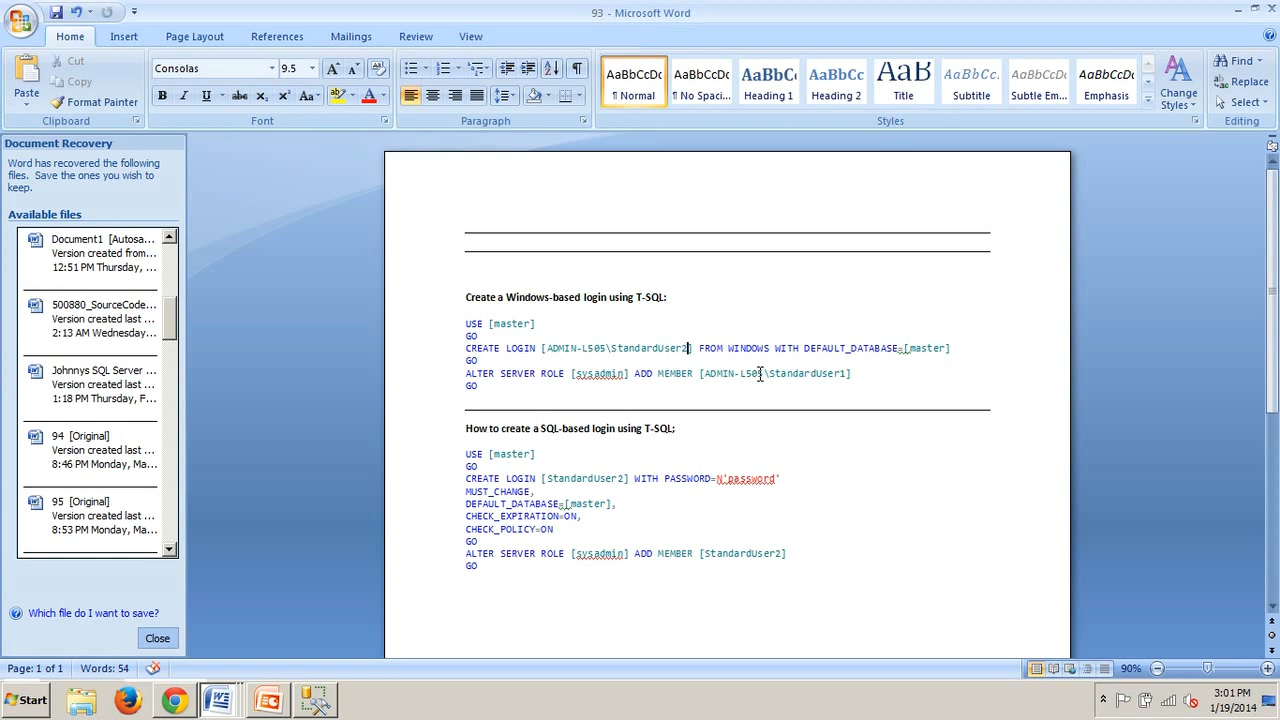 93 - Microsoft Word
Home
Insert
Page Layout
References
Mailings
Review
View
Paste
Cut
Copy
Format Painter
Clipboard
Consolas
9.5
Font
Paragraph
AaBbCcDc
¶ Normal
AaBbCcDc
¶ No Spaci...
AaBbCc
Heading 1
AaBbCc
Heading 2
AaB
Title
AaBbCc.
Subtitle
AaBbCcDc
Subtle Em...
AaBbCcDc
Emphasis
Change
Styles
Styles
Find
Replace
Select
Editing
Document Recovery
Word has recovered the following
files. Save the ones you wish to
keep.
Available files
Document1 [Autosa...
Version created from...
12:51 PM Thursday, ...
500880_SourceCode...
Version created last ...
2:13 AM Wednesday...
Johnnys SQL Server ...
Version created last ...
1:18 PM Thursday, F...
94 [Original]
Version created last ...
8:46 PM Monday, Ma...
95 [Original]
Version created last ...
8:53 PM Monday, Ma...
Which file do I want to save?
Close
Create a Windows-based login using T-SQL:
USE [master]
GO
CREATE LOGIN [ADMIN-L505\StandardUser2] FROM WINDOWS WITH DEFAULT_DATABASE=[master]
GO
ALTER SERVER ROLE [sysadmin] ADD MEMBER [ADMIN-L505\StandardUser1]
GO
How to create a SQL-based login using T-SQL;
USE [master]
GO
CREATE LOGIN [StandardUser2] WITH PASSWORD=N'password'
MUST_CHANGE,
DEFAULT_DATABASE=[master],
CHECK_EXPIRATION=ON,
CHECK_POLICY=ON
GO
ALTER SERVER ROLE [sysadmin] ADD MEMBER [StandardUser2]
GO
Page: 1 of 1
Words: 54
90%
Start
3:01 PM
1/19/2014